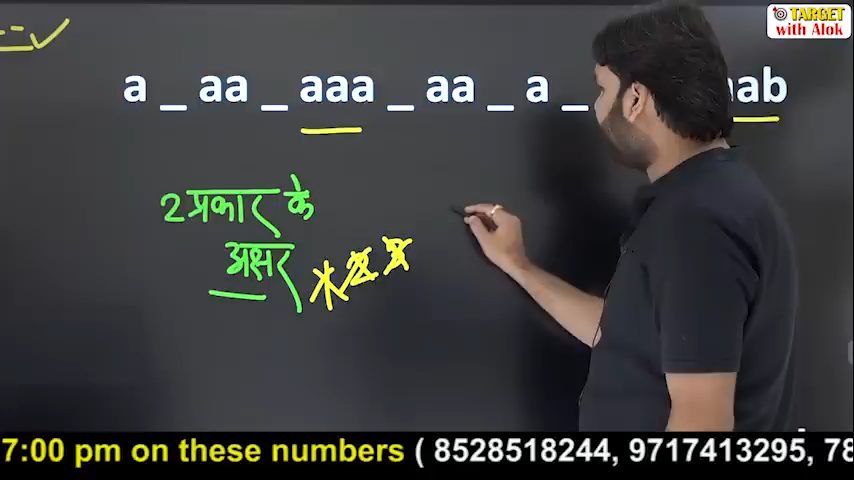 TARGET
with Alok
a _ aa _ aaa _ aa _ a _ aab
2 प्रकार के
अक्षर
7:00 pm on these numbers ( 8528518244, 9717413295, 78